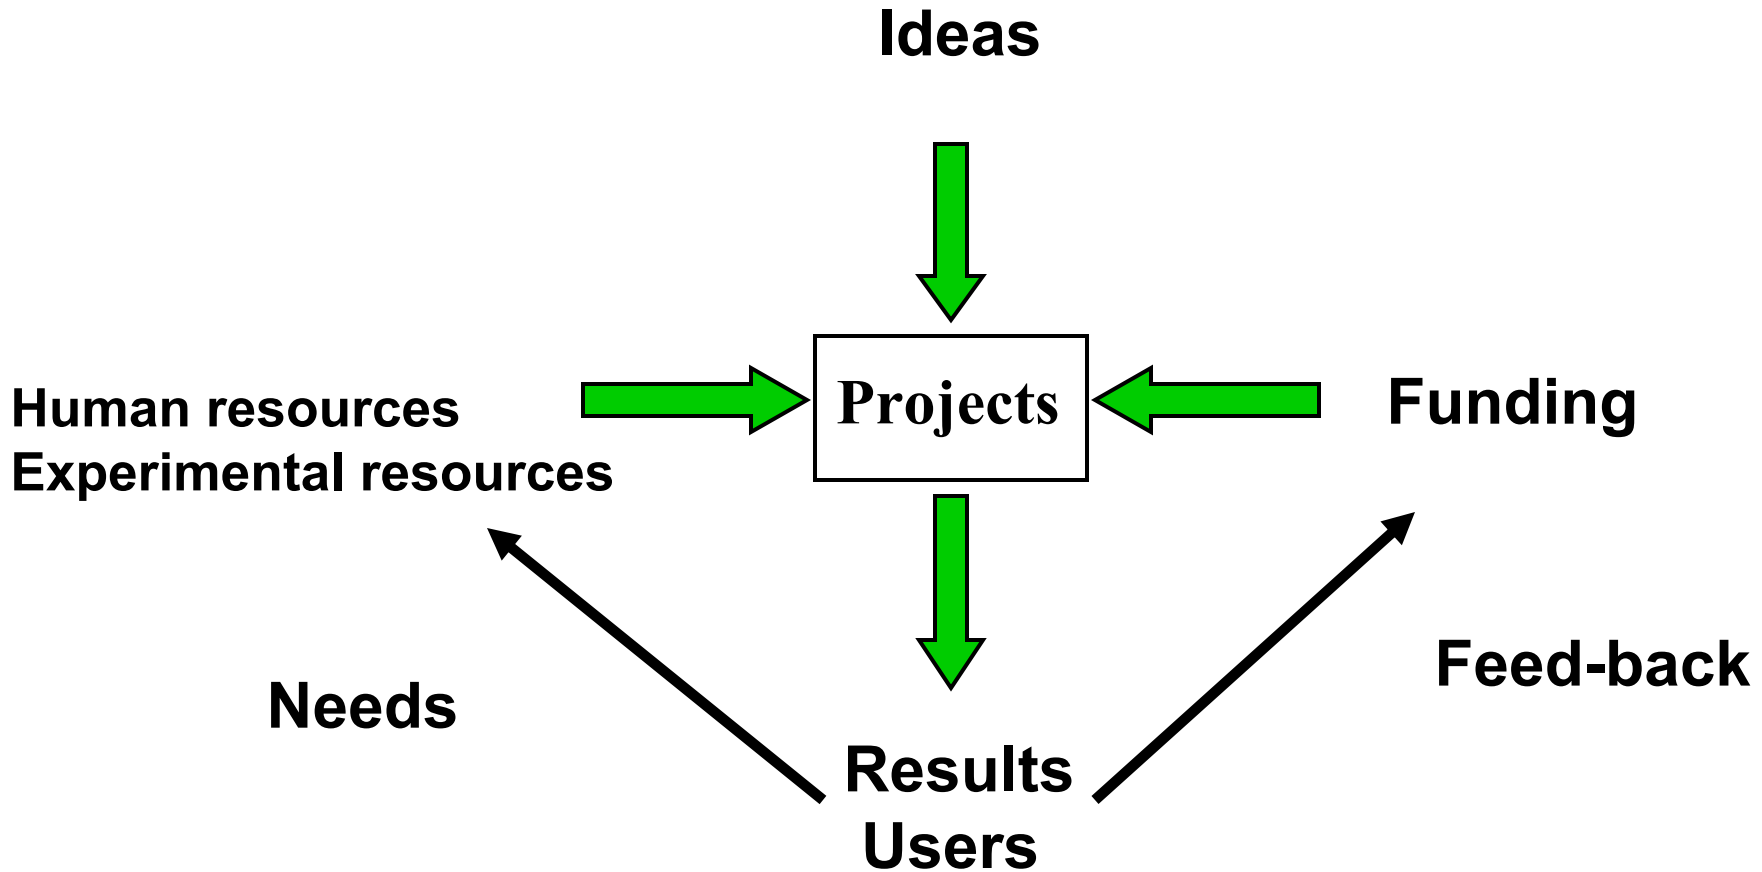 Ideas
Projects
Human resources
Experimental resources
Funding
Needs
Feed-back
Results
Users